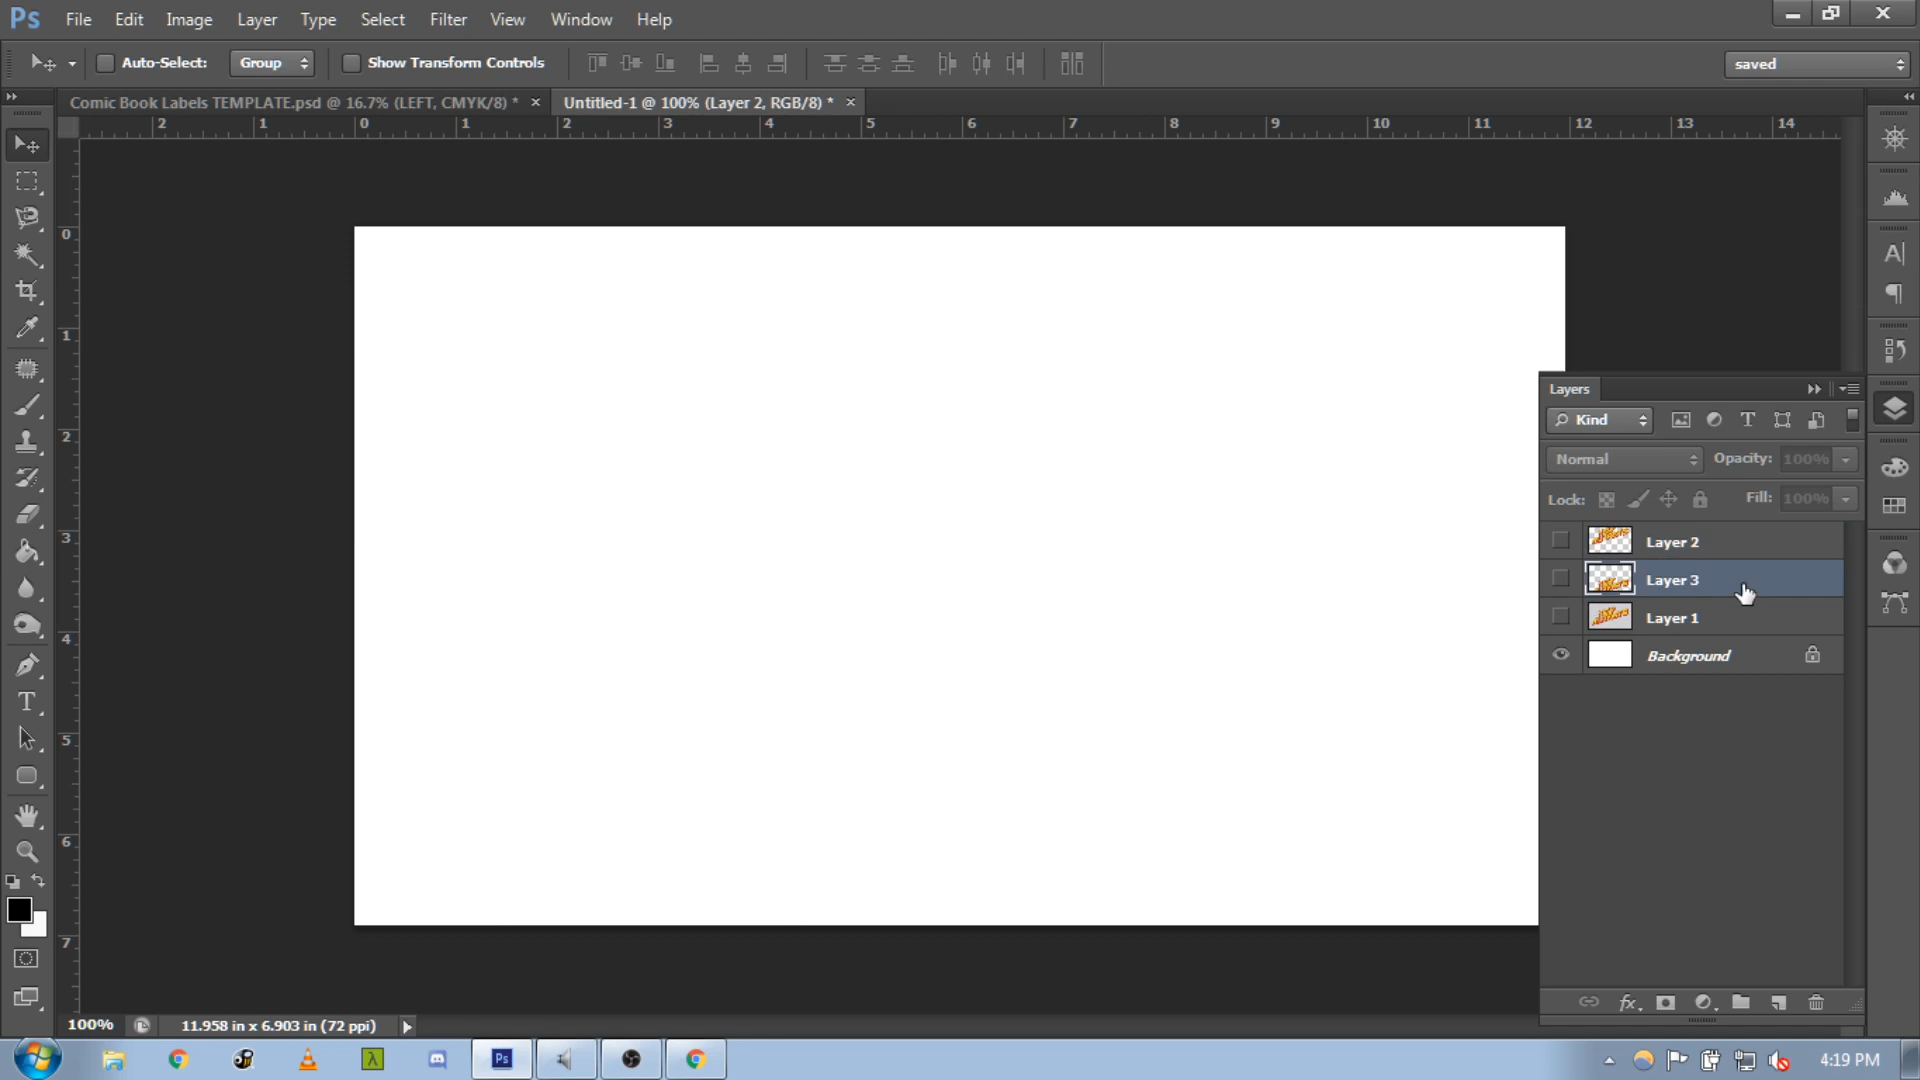 Ps File Edit Image Layer Type Select Filter View Window Help
Auto-Select: Group Show Transform Controls saved
Comic Book Labels TEMPLATE.psd @ 16.7% (LEFT, CMYK/8) * × Untitled-1 @ 100% (Layer 2, RGB/8) * ×
2 1 0 1 2 3 4 5 6 7 8 9 10 11 12 13 14
0
1
2
3
4
5
6
7
Layers
Kind
Normal Opacity: 100%
Lock: Fill: 100%
Layer 2
Layer 3
Layer 1
Background
fx
100% 11.958 in x 6.903 in (72 ppi)
Ps 4:19 PM